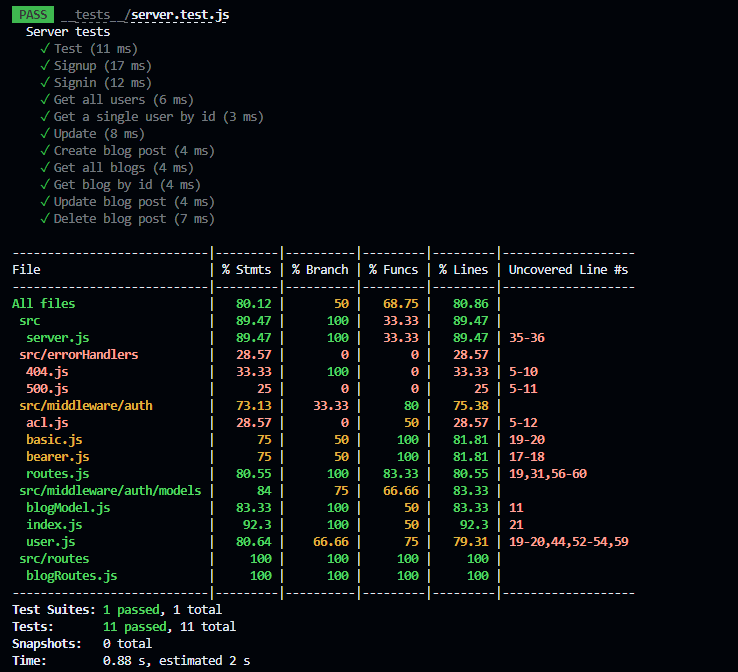 PASS __tests__/server.test.js
Server tests
✓ Test (11 ms)
✓ Signup (17 ms)
✓ Signin (12 ms)
✓ Get all users (6 ms)
✓ Get a single user by id (3 ms)
✓ Update (8 ms)
✓ Create blog post (4 ms)
✓ Get all blogs (4 ms)
✓ Get blog by id (4 ms)
✓ Update blog post (4 ms)
✓ Delete blog post (7 ms)
----------------------------|---------|----------|---------|---------|-------------------
File | % Stmts | % Branch | % Funcs | % Lines | Uncovered Line #s
----------------------------|---------|----------|---------|---------|-------------------
All files | 80.12 | 50 | 68.75 | 80.86 |
src | 89.47 | 100 | 33.33 | 89.47 |
server.js | 89.47 | 100 | 33.33 | 89.47 | 35-36
src/errorHandlers | 28.57 | 0 | 0 | 28.57 |
404.js | 33.33 | 100 | 0 | 33.33 | 5-10
500.js | 25 | 0 | 0 | 25 | 5-11
src/middleware/auth | 73.13 | 33.33 | 80 | 75.38 |
acl.js | 28.57 | 0 | 50 | 28.57 | 5-12
basic.js | 75 | 50 | 100 | 81.81 | 19-20
bearer.js | 75 | 50 | 100 | 81.81 | 17-18
routes.js | 80.55 | 100 | 83.33 | 80.55 | 19,31,56-60
src/middleware/auth/models | 84 | 75 | 66.66 | 83.33 |
blogModel.js | 83.33 | 100 | 50 | 83.33 | 11
index.js | 92.3 | 100 | 50 | 92.3 | 21
user.js | 80.64 | 66.66 | 75 | 79.31 | 19-20,44,52-54,59
src/routes | 100 | 100 | 100 | 100 |
blogRoutes.js | 100 | 100 | 100 | 100 |
----------------------------|---------|----------|---------|---------|-------------------
Test Suites: 1 passed, 1 total
Tests: 11 passed, 11 total
Snapshots: 0 total
Time: 0.88 s, estimated 2 s